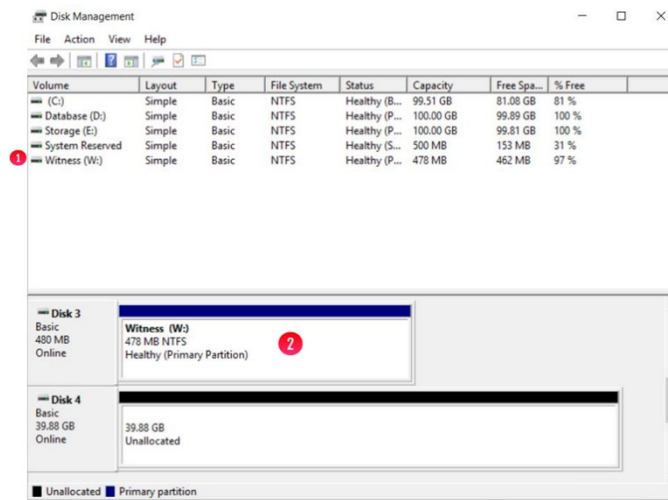 Disk Management
File Action View Help
Volume Layout Type File System Status Capacity Free Spa... % Free
(C:) Simple Basic NTFS Healthy (B... 99.51 GB 81.08 GB 81 %
Database (D:) Simple Basic NTFS Healthy (P... 100.00 GB 99.89 GB 100 %
Storage (E:) Simple Basic NTFS Healthy (P... 100.00 GB 99.81 GB 100 %
System Reserved Simple Basic NTFS Healthy (S... 500 MB 153 MB 31 %
1 Witness (W:) Simple Basic NTFS Healthy (P... 478 MB 462 MB 97 %
Disk 3
Basic
480 MB
Online
Witness (W:)
478 MB NTFS
Healthy (Primary Partition)
2
Disk 4
Basic
39.88 GB
Online
39.88 GB
Unallocated
Unallocated Primary partition